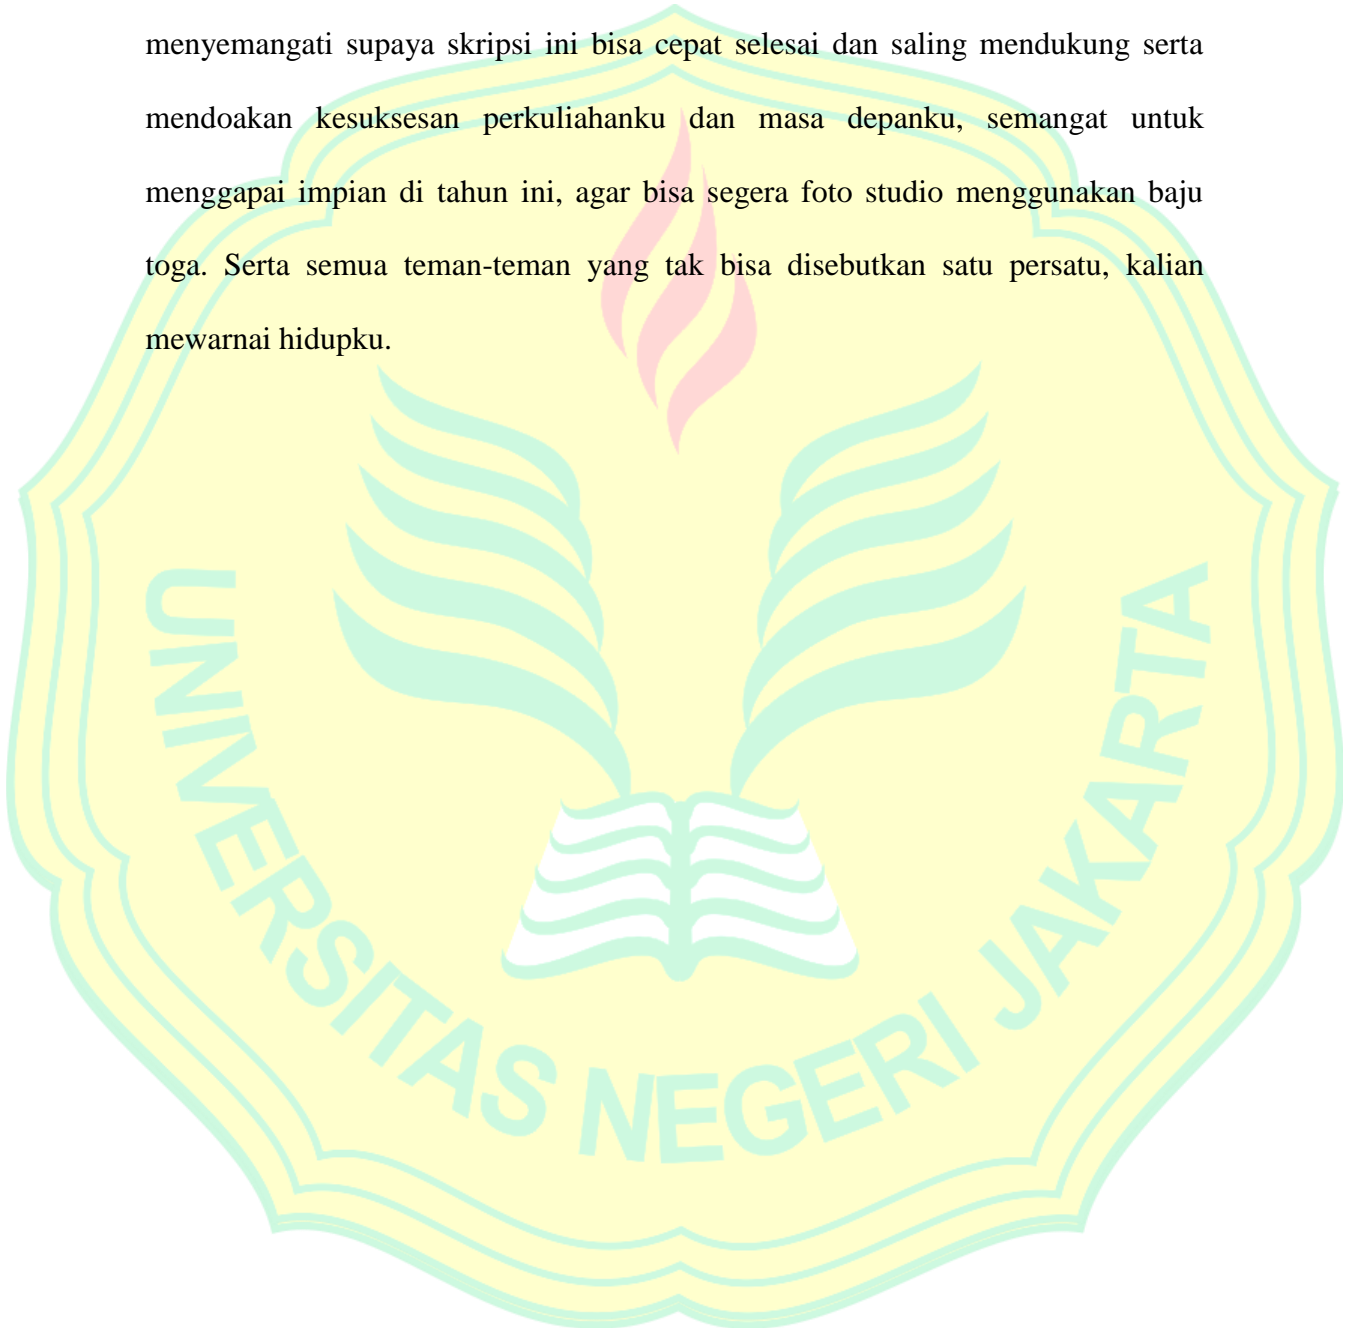 menyemangati supaya skripsi ini bisa cepat selesai dan saling mendukung serta
mendoakan kesuksesan perkuliahanku dan masa depanku, semangat untuk
menggapai impian di tahun ini, agar bisa segera foto studio menggunakan baju
toga. Serta semua teman-teman yang tak bisa disebutkan satu persatu, kalian
mewarnai hidupku.
UNIVERSITAS NEGERI JAKARTA